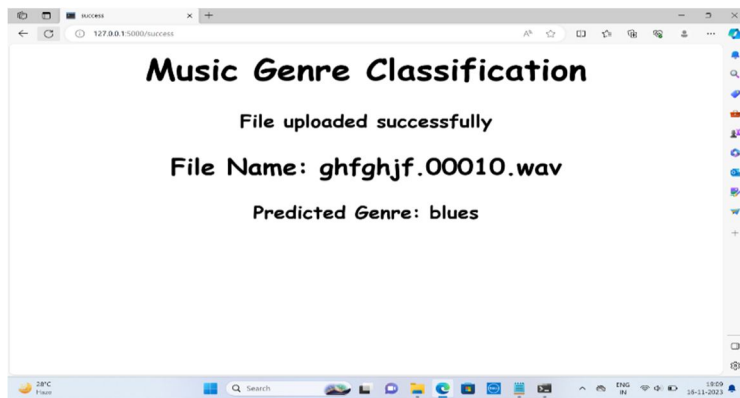 success
127.0.0.1:5000/success
Music Genre Classification
File uploaded successfully
File Name: ghfghjf.00010.wav
Predicted Genre: blues
28°C
Haze
Search
ENG
IN
19:09
16-11-2023